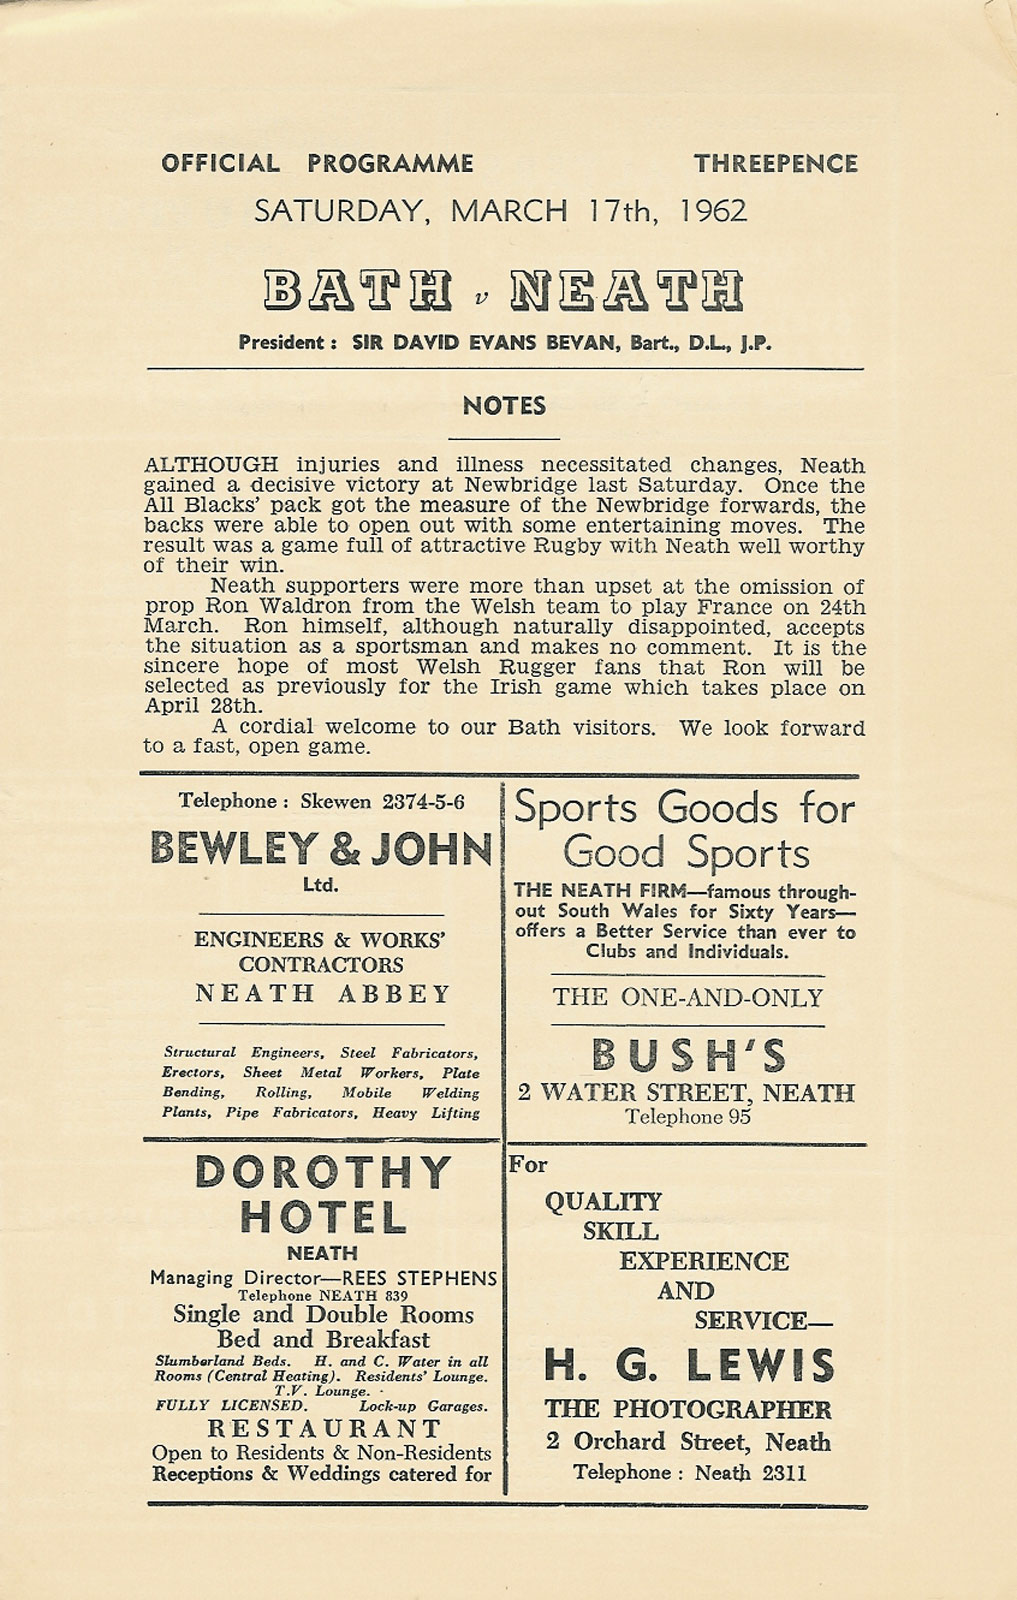 OFFICIAL PROGRAMME THREEPENCE
SATURDAY, MARCH 17th, 1962
BATH v NEATH
President : SIR DAVID EVANS BEVAN, Bart., D.L., J.P.
NOTES
ALTHOUGH injuries and illness necessitated changes, Neath
gained a decisive victory at Newbridge last Saturday. Once the
All Blacks' pack got the measure of the Newbridge forwards, the
backs were able to open out with some entertaining moves. The
result was a game full of attractive Rugby with Neath well worthy
of their win.
Neath supporters were more than upset at the omission of
prop Ron Waldron from the Welsh team to play France on 24th
March. Ron himself, although naturally disappointed, accepts
the situation as a sportsman and makes no comment. It is the
sincere hope of most Welsh Rugger fans that Ron will be
selected as previously for the Irish game which takes place on
April 28th.
A cordial welcome to our Bath visitors. We look forward
to a fast, open game.
Telephone : Skewen 2374-5-6
BEWLEY & JOHN
Ltd.
ENGINEERS & WORKS'
CONTRACTORS
NEATH ABBEY
Structural Engineers, Steel Fabricators,
Erectors, Sheet Metal Workers, Plate
Bending, Rolling, Mobile Welding
Plants, Pipe Fabricators, Heavy Lifting
Sports Goods for
Good Sports
THE NEATH FIRM—famous through-
out South Wales for Sixty Years—
offers a Better Service than ever to
Clubs and Individuals.
THE ONE-AND-ONLY
BUSH'S
2 WATER STREET, NEATH
Telephone 95
DOROTHY
HOTEL
NEATH
Managing Director—REES STEPHENS
Telephone NEATH 839
Single and Double Rooms
Bed and Breakfast
Slumberland Beds. H. and C. Water in all
Rooms (Central Heating). Residents' Lounge.
T.V. Lounge.
FULLY LICENSED. Lock-up Garages.
RESTAURANT
Open to Residents & Non-Residents
Receptions & Weddings catered for
For
QUALITY
SKILL
EXPERIENCE
AND
SERVICE—
H. G. LEWIS
THE PHOTOGRAPHER
2 Orchard Street, Neath
Telephone : Neath 2311